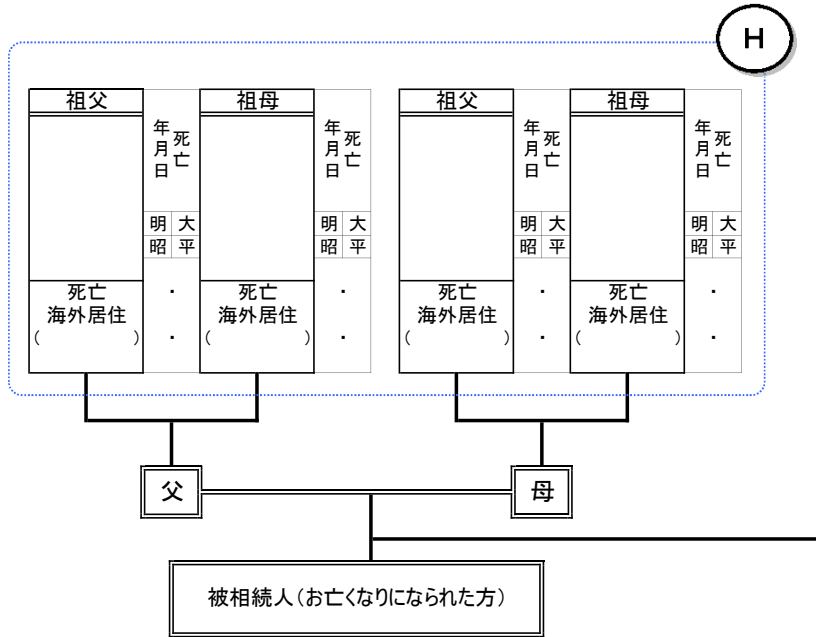 H
祖父
死亡
年月日
明 大
昭 平
・
・
死亡
海外居住
(　　　)
祖母
死亡
年月日
明 大
昭 平
・
・
死亡
海外居住
(　　　)
祖父
死亡
年月日
明 大
昭 平
・
・
死亡
海外居住
(　　　)
祖母
死亡
年月日
明 大
昭 平
・
・
死亡
海外居住
(　　　)
父
母
被相続人(お亡くなりになられた方)